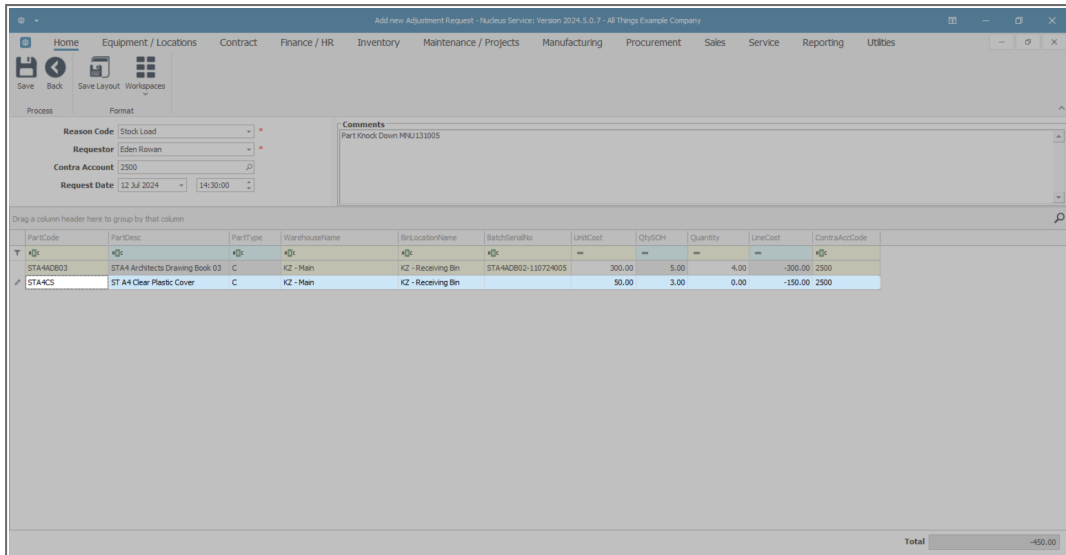 Add new Adjustment Request - Nucleus Service: Version 2024.5.0.7 - All Things Example Company
Home Equipment / Locations Contract Finance / HR Inventory Maintenance / Projects Manufacturing Procurement Sales Service Reporting Utilities
Save Back Save Layout Workspaces
Process Format
Reason Code Stock Load *
Requestor Eden Rowan *
Contra Account 2500
Request Date 12 Jul 2024 14:30:00
Comments
Part Knock Down MNU131005
Drag a column header here to group by that column
PartCode PartDesc PartType WarehouseName BinLocationName BatchSerialNo UnitCost QtySOH Quantity LineCost ContraAccCode
STA4ADB03 STA4 Architects Drawing Book 03 C KZ - Main KZ - Receiving Bin STA4ADB02-110724005 300.00 5.00 4.00 -300.00 2500
STA4CS ST A4 Clear Plastic Cover C KZ - Main KZ - Receiving Bin 50.00 3.00 0.00 -150.00 2500
Total -450.00